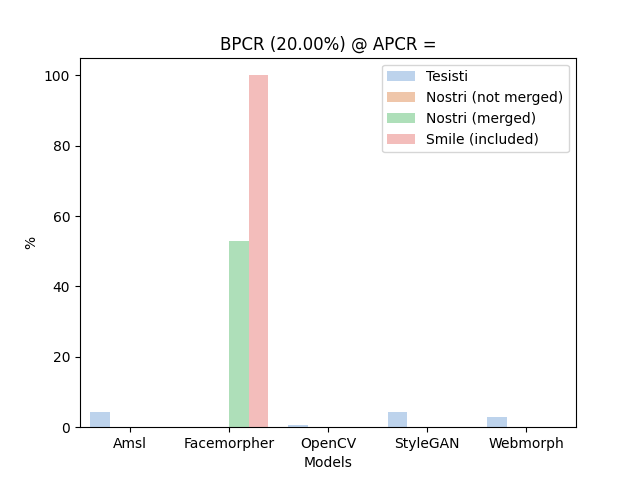 BPCR (20.00%) @ APCR =
Tesisti
Nostri (not merged)
Nostri (merged)
Smile (included)
100
80
60
40
20
0
%
Amsl Facemorpher OpenCV StyleGAN Webmorph
Models